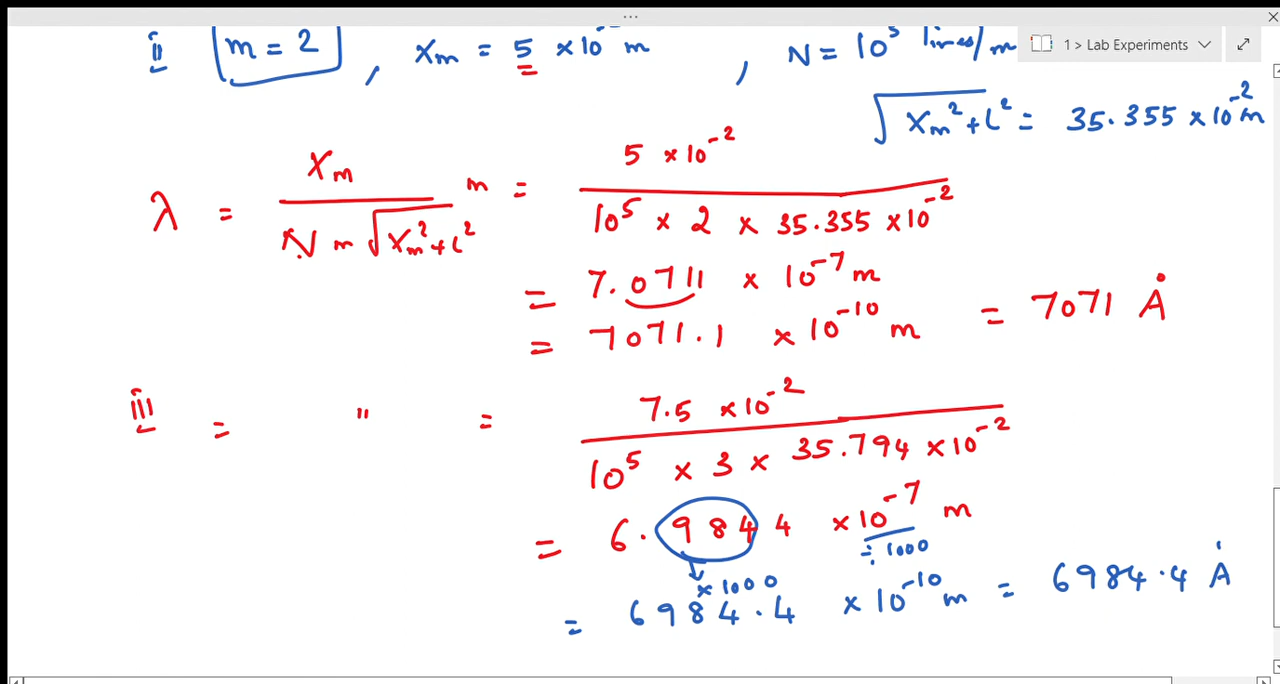 1 > Lab Experiments
ii m = 2 , Xm = 5 × 10⁻ m , N = 10⁵ lines/m
√(Xm² + L²) = 35.355 × 10⁻² m
λ = Xm / (N m √(Xm² + L²)) m = 5 × 10⁻² / (10⁵ × 2 × 35.355 × 10⁻²)
= 7.0711 × 10⁻⁷ m
= 7071.1 × 10⁻¹⁰ m = 7071 Å
iii = " = 7.5 × 10⁻² / (10⁵ × 3 × 35.794 × 10⁻²)
= 6.9844 × 10⁻⁷ m
× 1000 ÷ 1000
= 6984.4 × 10⁻¹⁰ m = 6984.4 Å